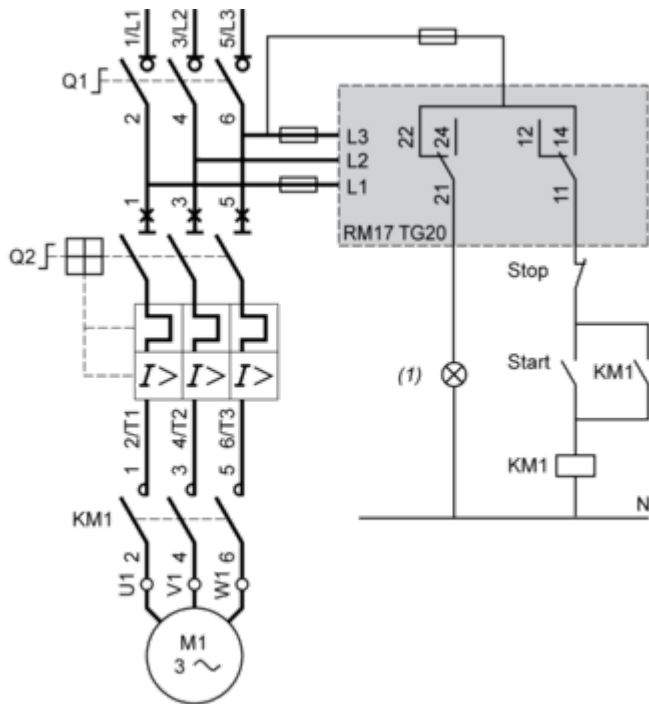 1/L1 3/L2 5/L3
Q1
2 4 6
L3
L2
L1
22 24 12 14
21 11
RM17 TG20
1 3 5
Q2
Stop
I> I> I>
(1)
Start KM1
2/T1 4/T2 6/T3
KM1
1 3 5
N
KM1
2 4 6
U1 V1 W1
M1
3 ~